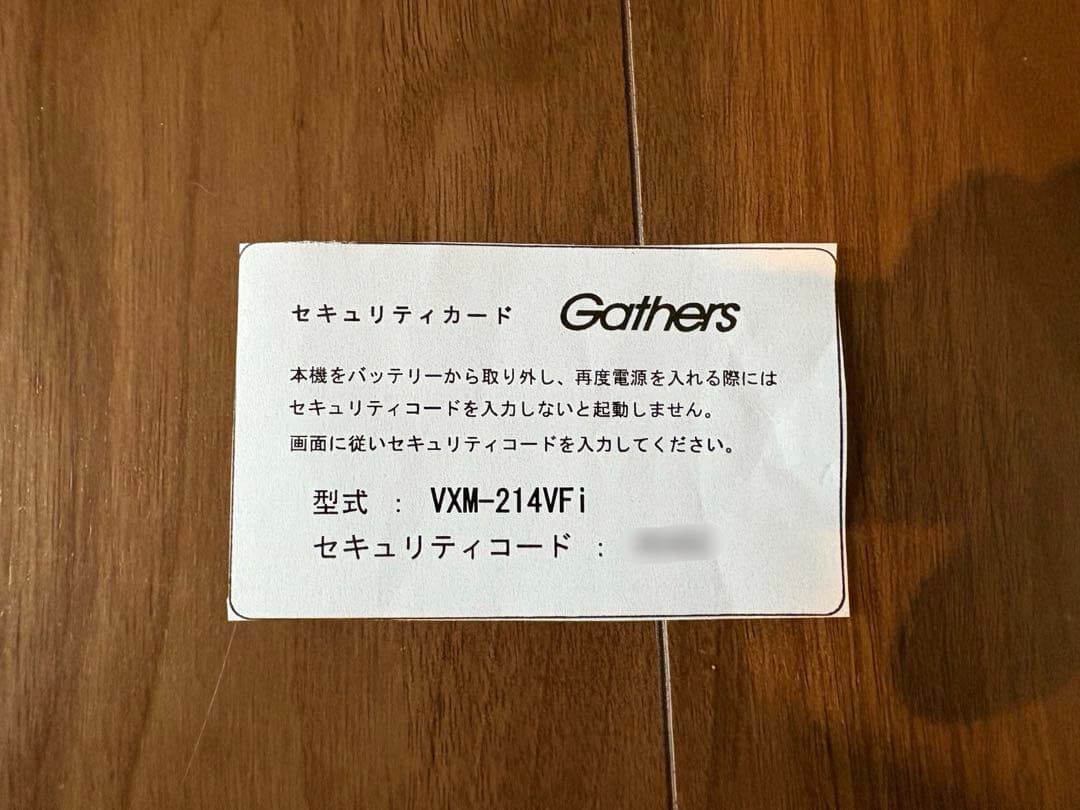 セキュリティカード Gathers
本機をバッテリーから取り外し、再度電源を入れる際には
セキュリティコードを入力しないと起動しません。
画面に従いセキュリティコードを入力してください。
型式 : VXM-214VFi
セキュリティコード :